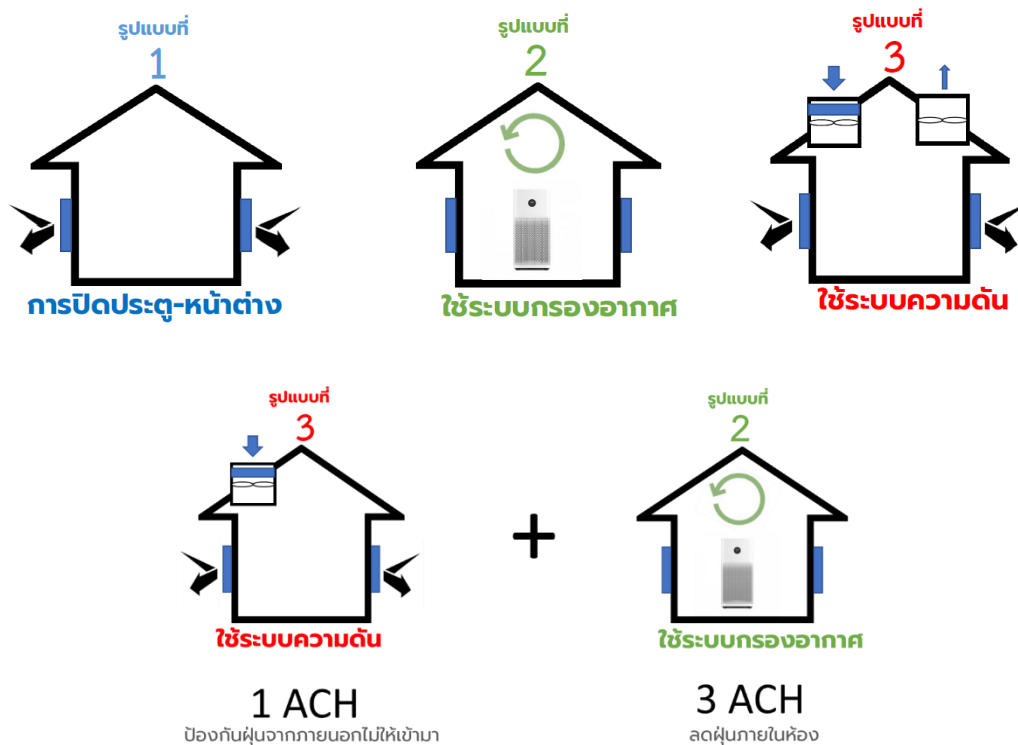 รูปแบบที่
1
การปิดประตู-หน้าต่าง
รูปแบบที่
2
ใช้ระบบกรองอากาศ
รูปแบบที่
3
ใช้ระบบความดัน
รูปแบบที่
3
ใช้ระบบความดัน
1 ACH
ป้องกันฝุ่นจากภายนอกไม่ให้เข้ามา
+
รูปแบบที่
2
ใช้ระบบกรองอากาศ
3 ACH
ลดฝุ่นภายในห้อง